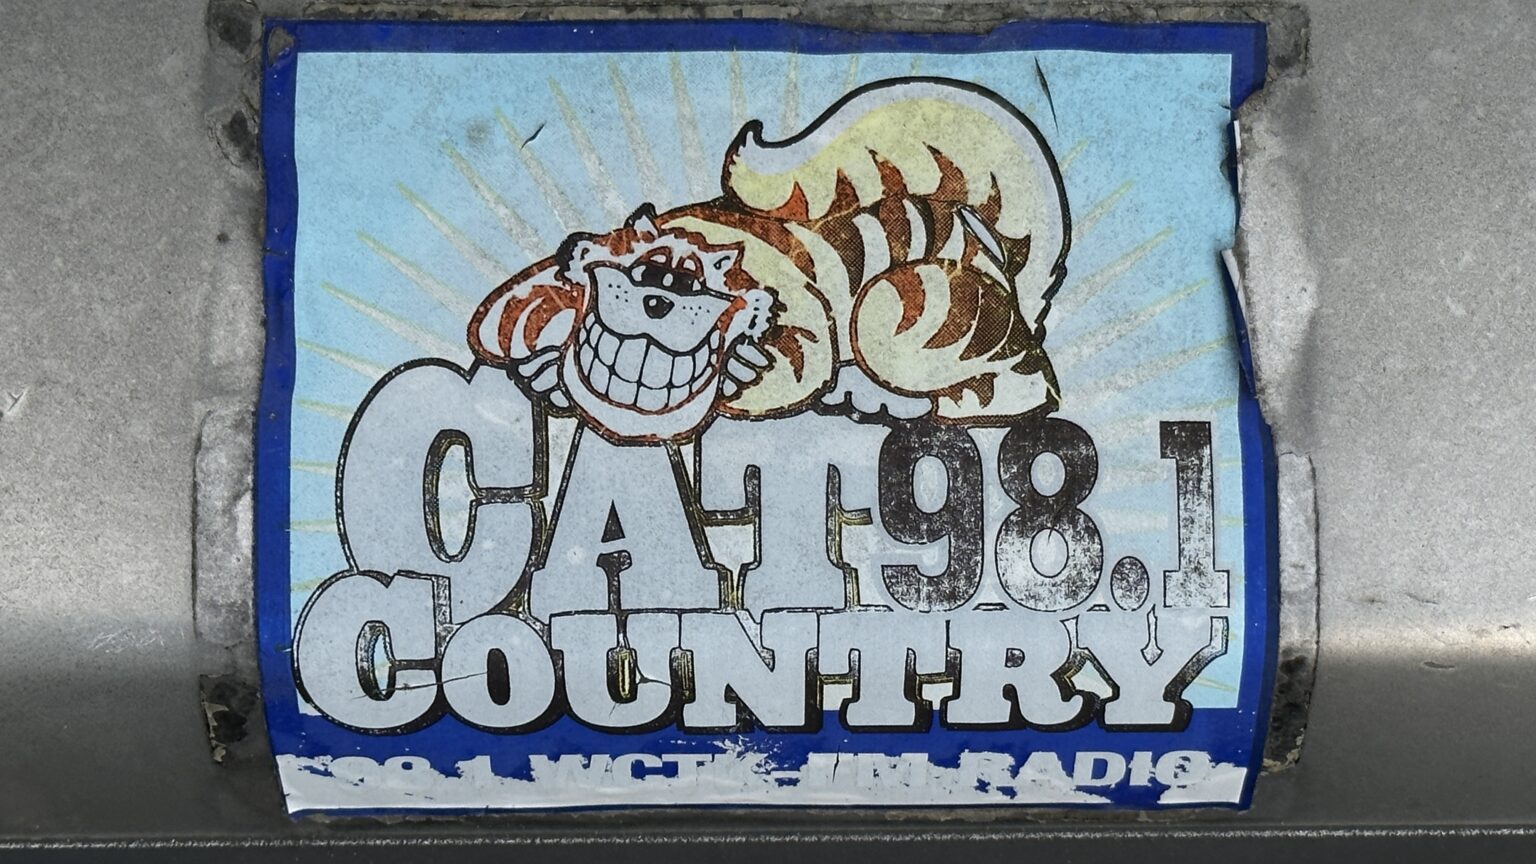 CAT 98.1
COUNTRY
98.1 WCTK-FM RADIO